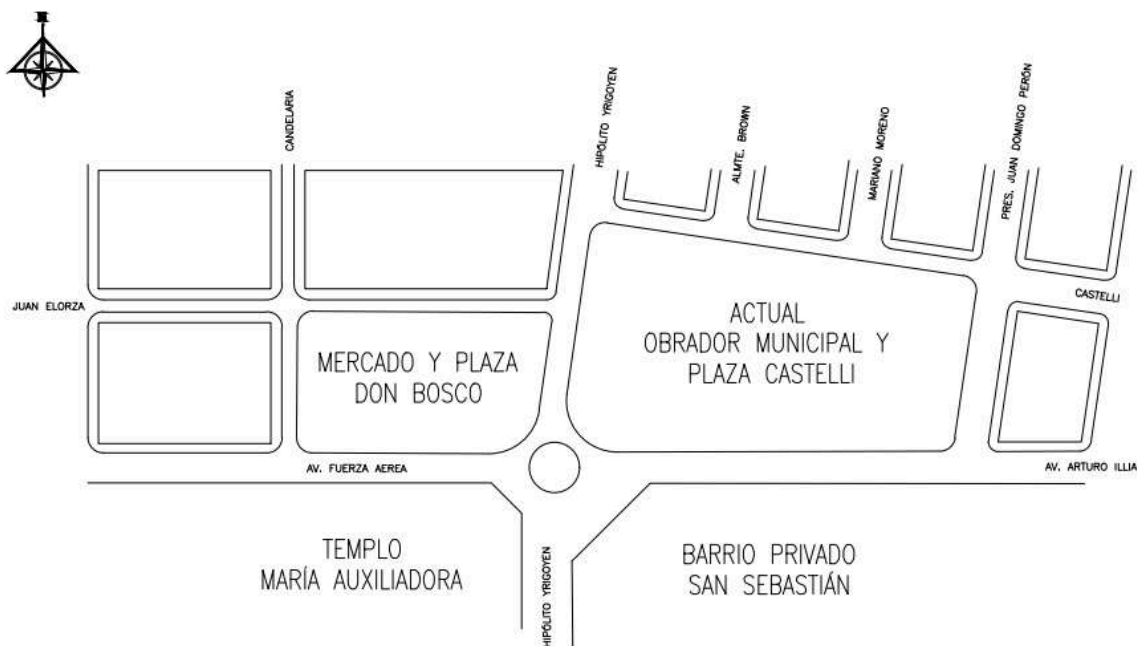 N
CANDELARIA
HIPÓLITO YRIGOYEN
ALMTE. BROWN
MARIANO MORENO
PRES. JUAN DOMINGO PERÓN
JUAN ELORZA
CASTELLI
MERCADO Y PLAZA
DON BOSCO
ACTUAL
OBRADOR MUNICIPAL Y
PLAZA CASTELLI
AV. FUERZA AEREA
AV. ARTURO ILLIA
TEMPLO
MARÍA AUXILIADORA
HIPÓLITO YRIGOYEN
BARRIO PRIVADO
SAN SEBASTIÁN